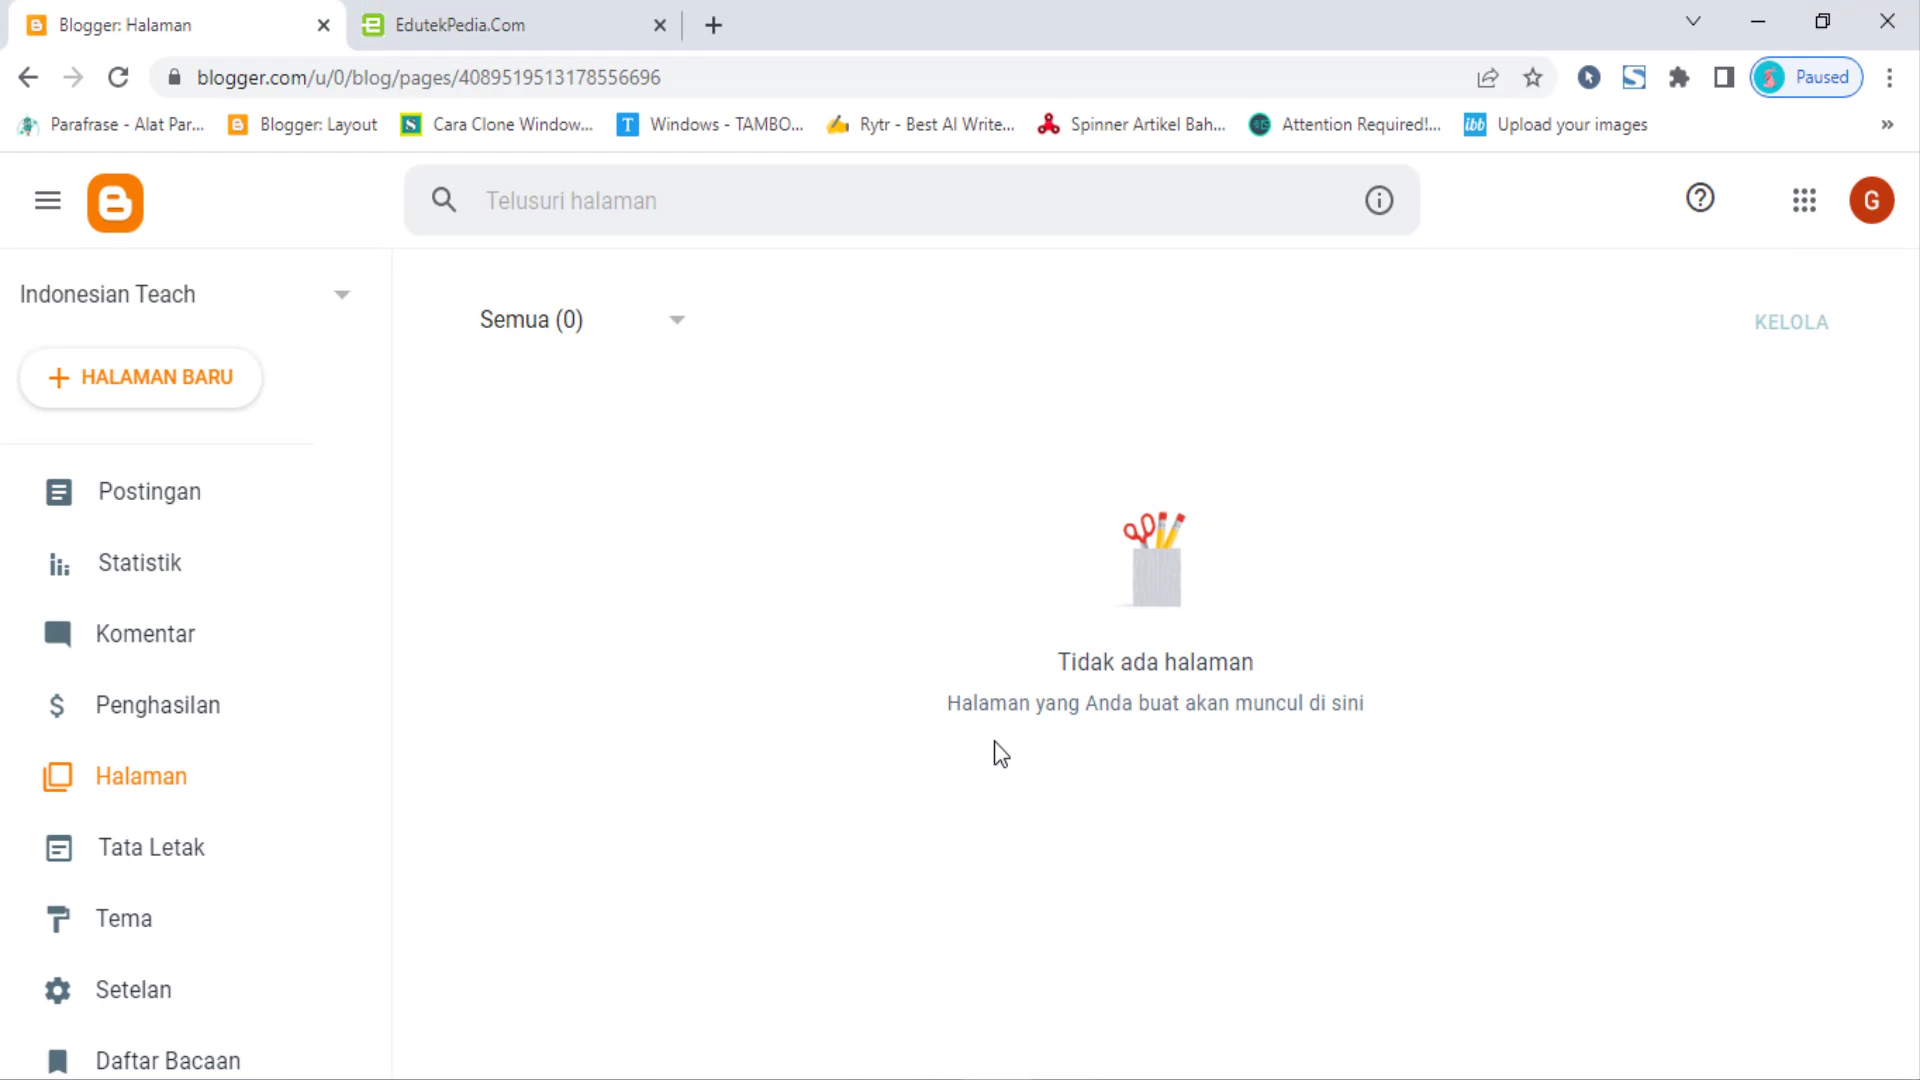 Blogger: Halaman
EdutekPedia.Com
blogger.com/u/0/blog/pages/4089519513178556696
Paused
Parafrase - Alat Par...
Blogger: Layout
Cara Clone Window...
Windows - TAMBO...
Rytr - Best AI Write...
Spinner Artikel Bah...
Attention Required!...
ibb
Upload your images
Telusuri halaman
G
Indonesian Teach
Semua (0)
KELOLA
HALAMAN BARU
Postingan
Statistik
Komentar
Penghasilan
Halaman
Tata Letak
Tema
Setelan
Daftar Bacaan
Tidak ada halaman
Halaman yang Anda buat akan muncul di sini